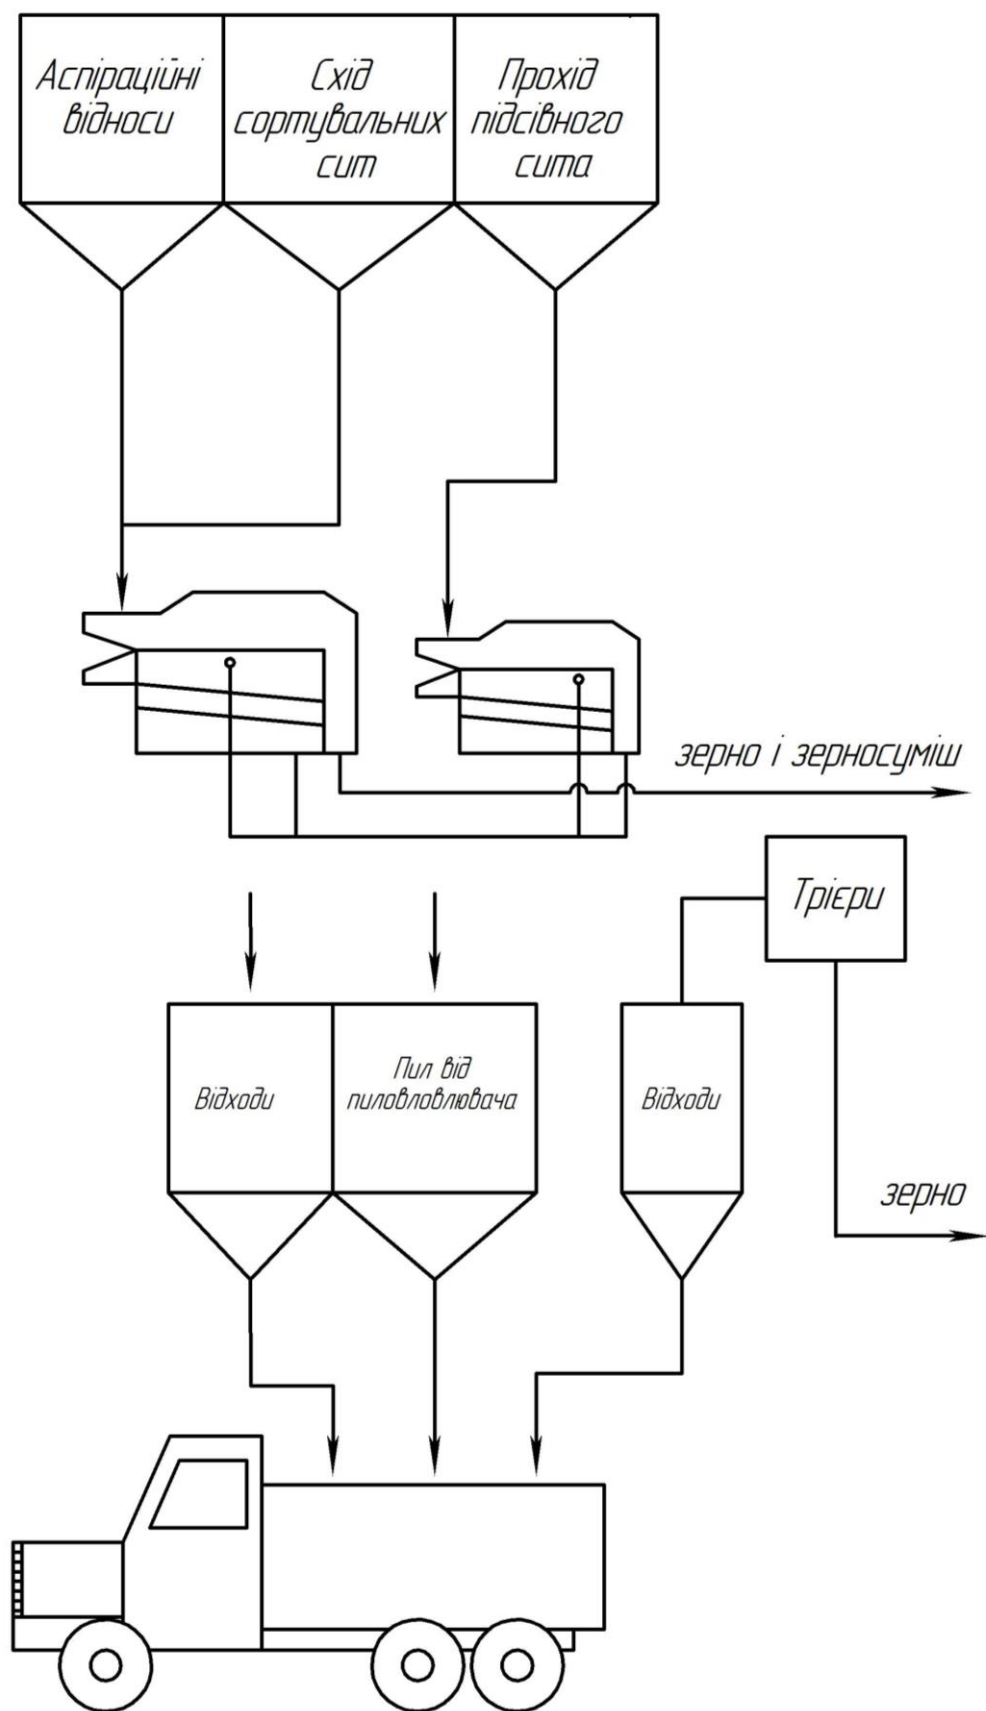 Аспіраційні
відноси
Схід
сортувальних
сит
Прохід
підсівного
сита
зерно і зерносуміш
Трієри
Відходи
Пил від
пиловловлювача
Відходи
зерно